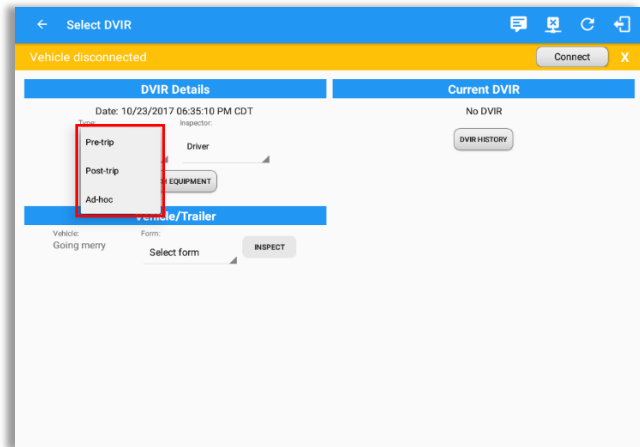 Select DVIR
Vehicle disconnected
Connect
X
DVIR Details
Date: 10/23/2017 06:35:10 PM CDT
Type:
Inspector:
Pre-trip
Post-trip
Ad-hoc
Driver
EQUIPMENT
Vehicle/Trailer
Vehicle:
Form:
Going merry
Select form
INSPECT
Current DVIR
No DVIR
DVIR HISTORY